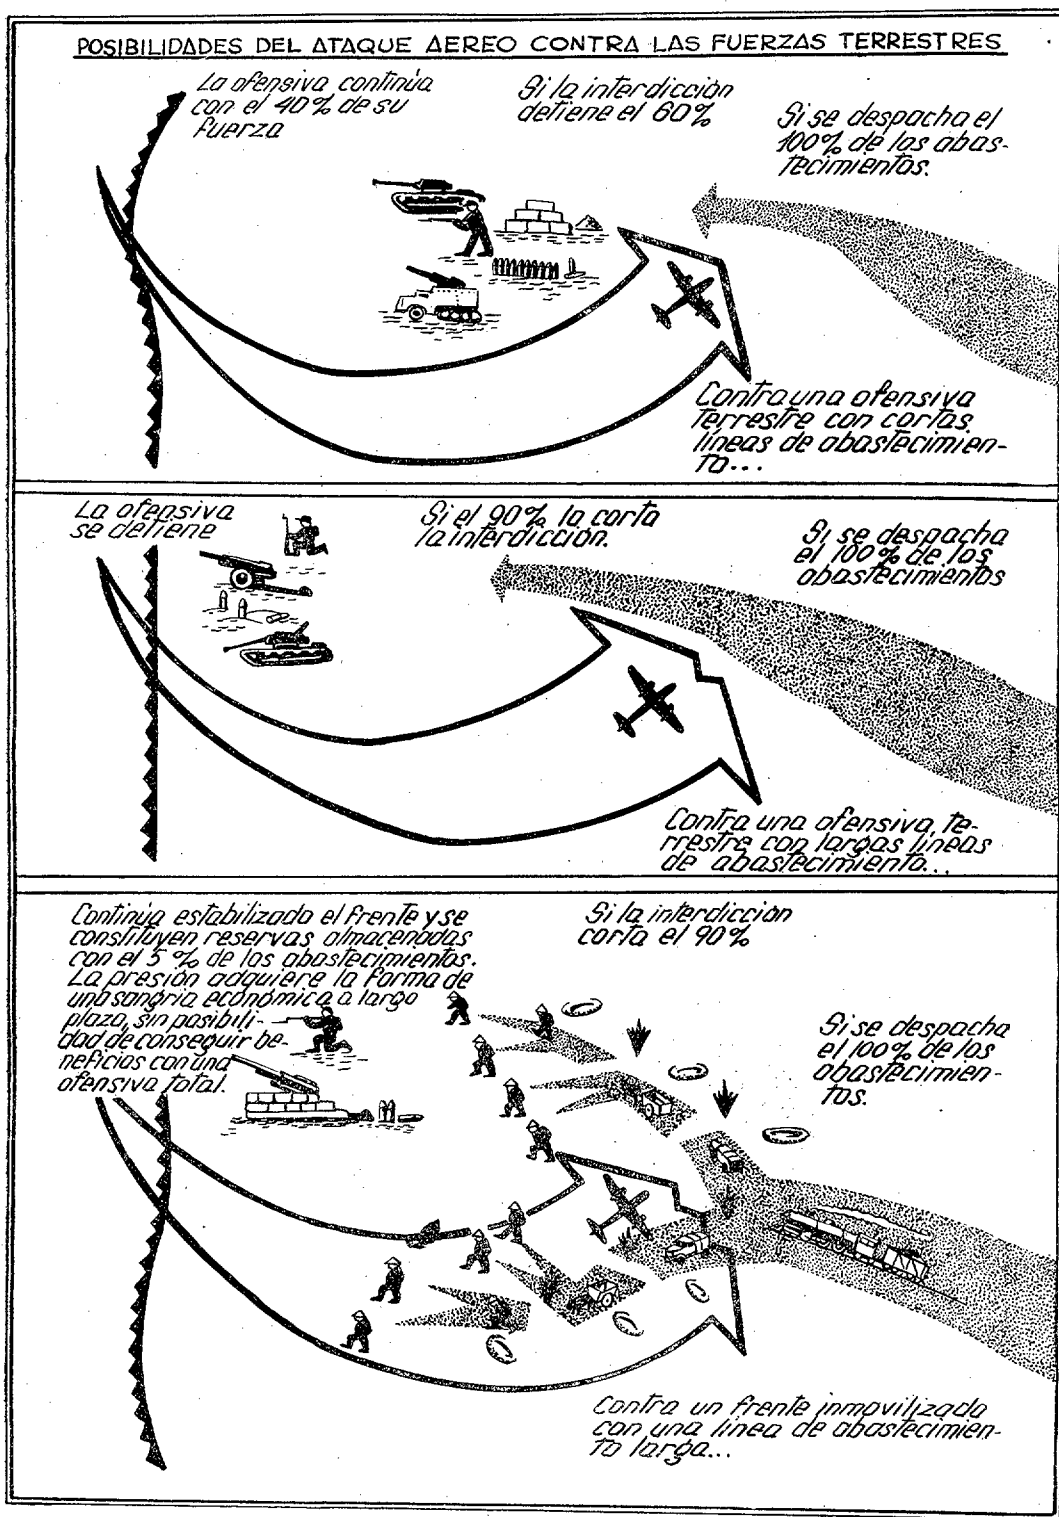 POSIBILIDADES DEL ATAQUE AEREO CONTRA LAS FUERZAS TERRESTRES
La ofensiva continúa
con el 40% de su
fuerza
Si la interdicción
detiene el 60%
Si se despacha el
100% de los abas-
tecimientos.
Contra una ofensiva
terrestre con cortas
líneas de abastecimien-
to...
La ofensiva
se detiene
Si el 90% la corta
la interdicción.
Si se despacha
el 100% de los
abastecimientos
Contra una ofensiva, te-
rrestre con largas líneas
de abastecimiento...
Continúa estabilizado el frente y se
constituyen reservas almacenadas
con el 5% de los abastecimientos.
La presión adquiere la forma de
una sangría económica a largo
plazo, sin posibili-
dad de conseguir be-
neficios con una
ofensiva total.
Si la interdicción
corta el 90%
Si se despacha
el 100% de los
abastecimien-
tos.
Contra un frente inmovilizado
con una línea de abastecimien-
to larga...